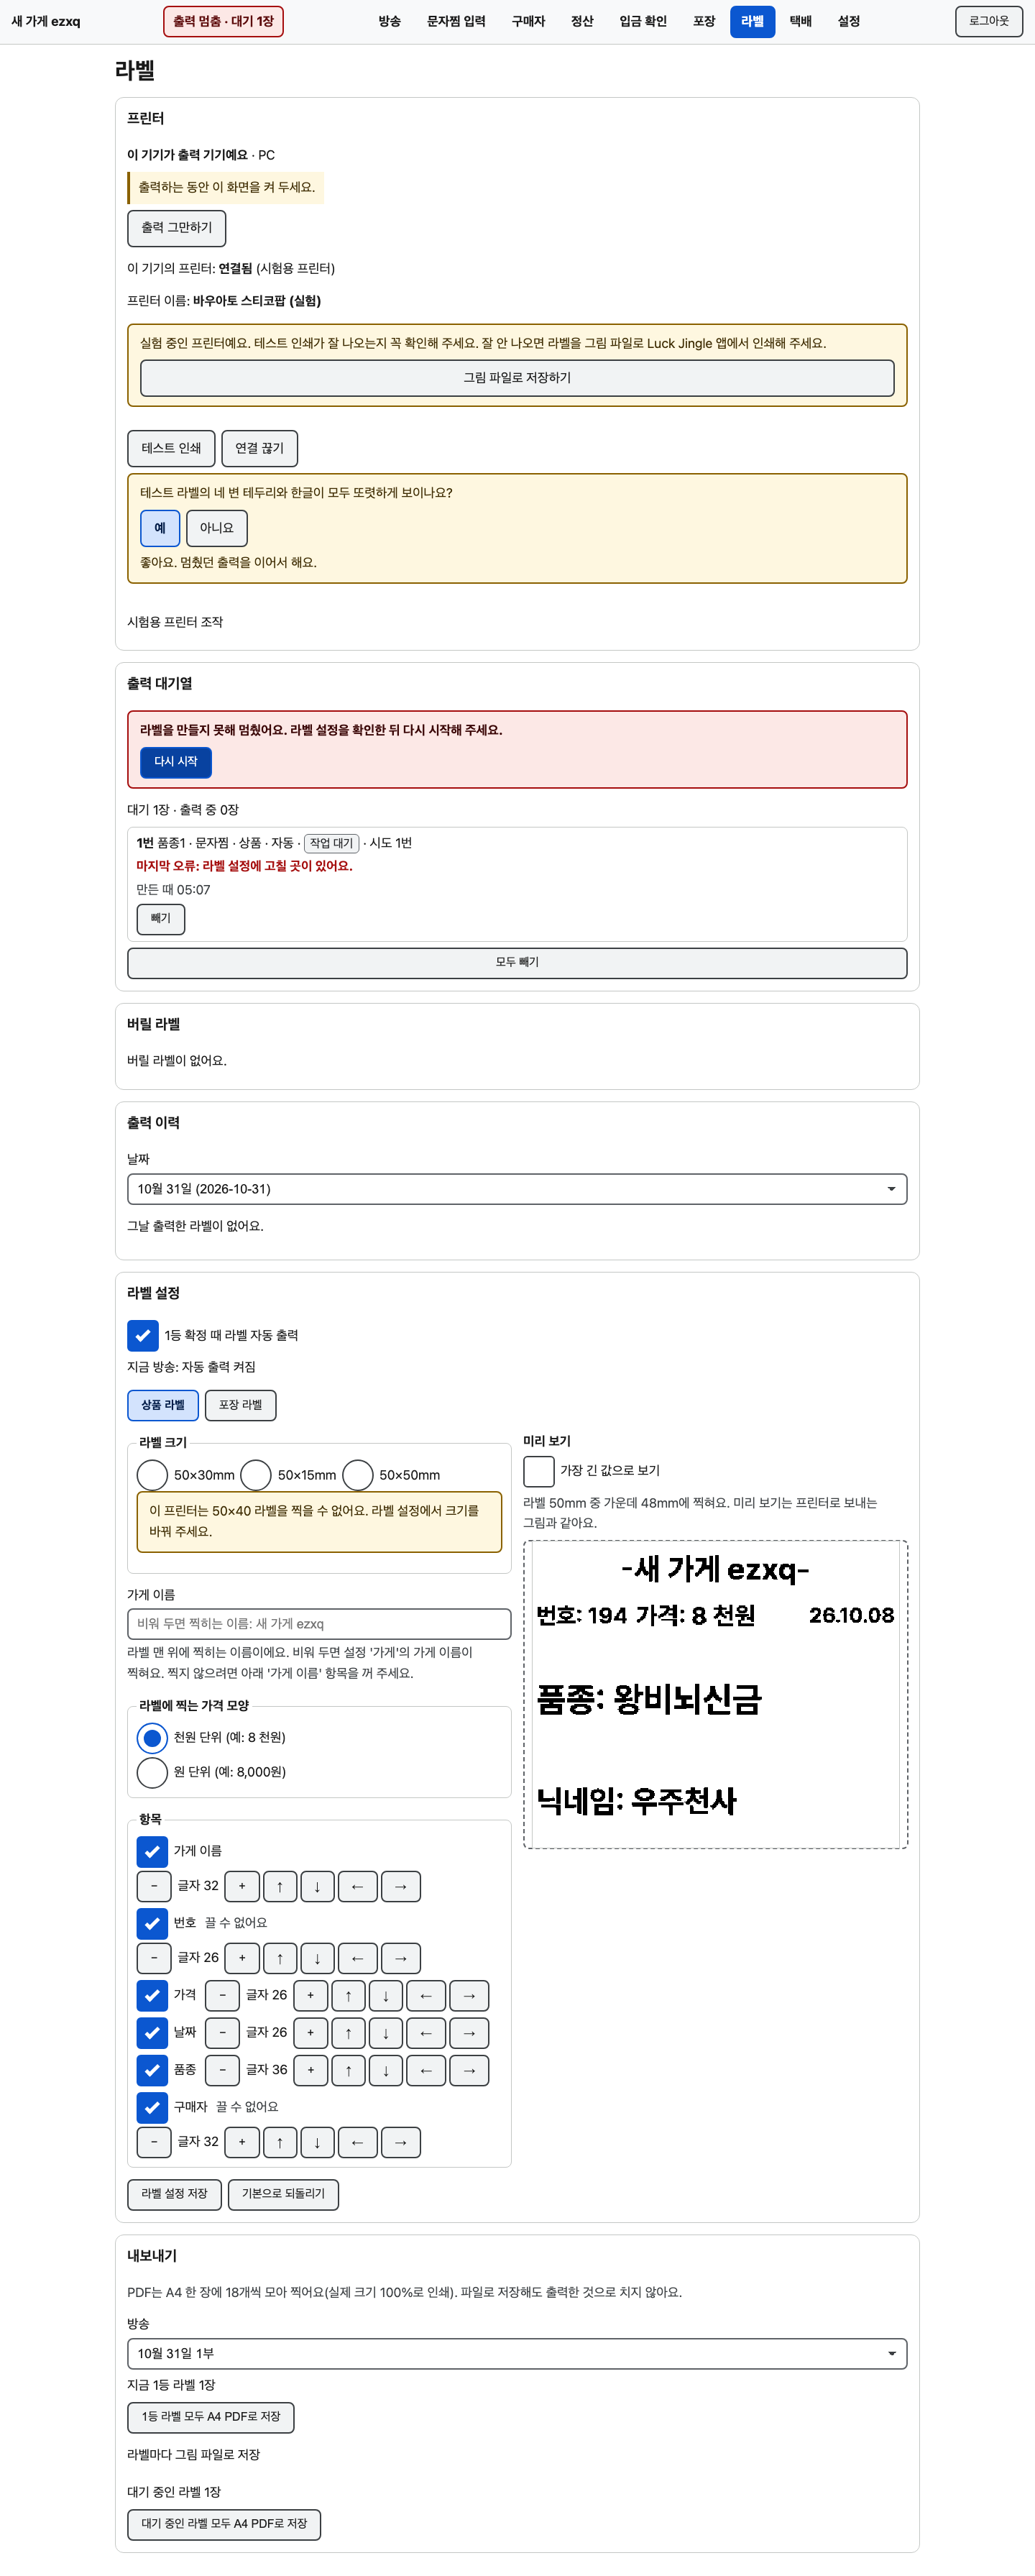 새 가게 ezxq
출력 멈춤 · 대기 1장
방송 문자찜 입력 구매자 정산 입금 확인 포장 라벨 택배 설정
로그아웃
라벨
프린터
이 기기가 출력 기기예요 · PC
출력하는 동안 이 화면을 켜 두세요.
출력 그만하기
이 기기의 프린터: 연결됨 (시험용 프린터)
프린터 이름: 바우아토 스티코팝 (실험)
실험 중인 프린터예요. 테스트 인쇄가 잘 나오는지 꼭 확인해 주세요. 잘 안 나오면 라벨을 그림 파일로 Luck Jingle 앱에서 인쇄해 주세요.
그림 파일로 저장하기
테스트 인쇄 연결 끊기
테스트 라벨의 네 변 테두리와 한글이 모두 또렷하게 보이나요?
예 아니요
좋아요. 멈췄던 출력을 이어서 해요.
시험용 프린터 조작
출력 대기열
라벨을 만들지 못해 멈췄어요. 라벨 설정을 확인한 뒤 다시 시작해 주세요.
다시 시작
대기 1장 · 출력 중 0장
1번 품종1 · 문자찜 · 상품 · 자동 · 작업 대기 · 시도 1번
마지막 오류: 라벨 설정에 고칠 곳이 있어요.
만든 때 05:07
빼기
모두 빼기
버릴 라벨
버릴 라벨이 없어요.
출력 이력
날짜
10월 31일 (2026-10-31)
그날 출력한 라벨이 없어요.
라벨 설정
1등 확정 때 라벨 자동 출력
지금 방송: 자동 출력 켜짐
상품 라벨 포장 라벨
라벨 크기
50×30mm 50×15mm 50×50mm
이 프린터는 50×40 라벨을 찍을 수 없어요. 라벨 설정에서 크기를
바꿔 주세요.
가게 이름
비워 두면 찍히는 이름: 새 가게 ezxq
라벨 맨 위에 찍히는 이름이에요. 비워 두면 설정 '가게'의 가게 이름이
찍혀요. 찍지 않으려면 아래 '가게 이름' 항목을 꺼 주세요.
라벨에 찍는 가격 모양
천원 단위 (예: 8 천원)
원 단위 (예: 8,000원)
항목
가게 이름
− 글자 32 + ↑ ↓ ← →
번호 끌 수 없어요
− 글자 26 + ↑ ↓ ← →
가격 − 글자 26 + ↑ ↓ ← →
날짜 − 글자 26 + ↑ ↓ ← →
품종 − 글자 36 + ↑ ↓ ← →
구매자 끌 수 없어요
− 글자 32 + ↑ ↓ ← →
라벨 설정 저장 기본으로 되돌리기
미리 보기
가장 긴 값으로 보기
라벨 50mm 중 가운데 48mm에 찍혀요. 미리 보기는 프린터로 보내는
그림과 같아요.
-새 가게 ezxq-
번호: 194 가격: 8 천원 26.10.08
품종: 왕비뇌신금
닉네임: 우주천사
내보내기
PDF는 A4 한 장에 18개씩 모아 찍어요(실제 크기 100%로 인쇄). 파일로 저장해도 출력한 것으로 치지 않아요.
방송
10월 31일 1부
지금 1등 라벨 1장
1등 라벨 모두 A4 PDF로 저장
라벨마다 그림 파일로 저장
대기 중인 라벨 1장
대기 중인 라벨 모두 A4 PDF로 저장